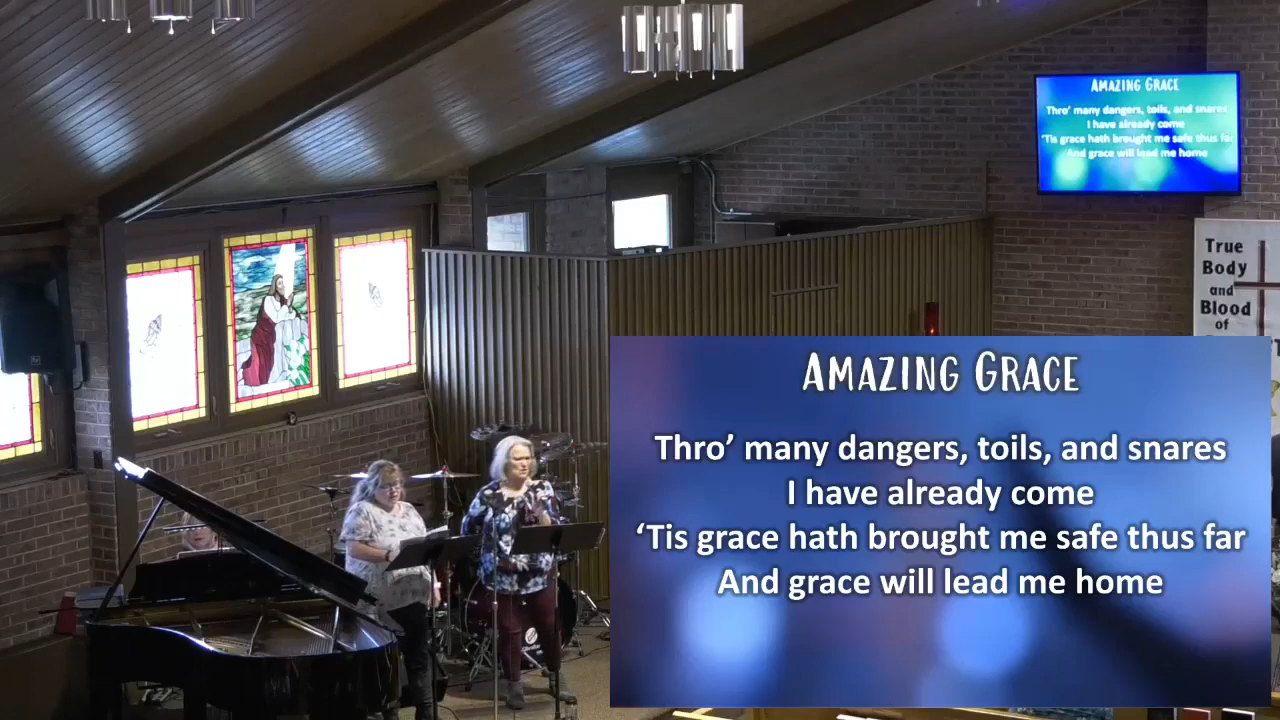 AMAZING GRACE
Thro’ many dangers, toils, and snares
I have already come
‘Tis grace hath brought me safe thus far
And grace will lead me home
True
Body
and
Blood
of
AMAZING GRACE
Thro’ many dangers, toils, and snares
I have already come
‘Tis grace hath brought me safe thus far
And grace will lead me home